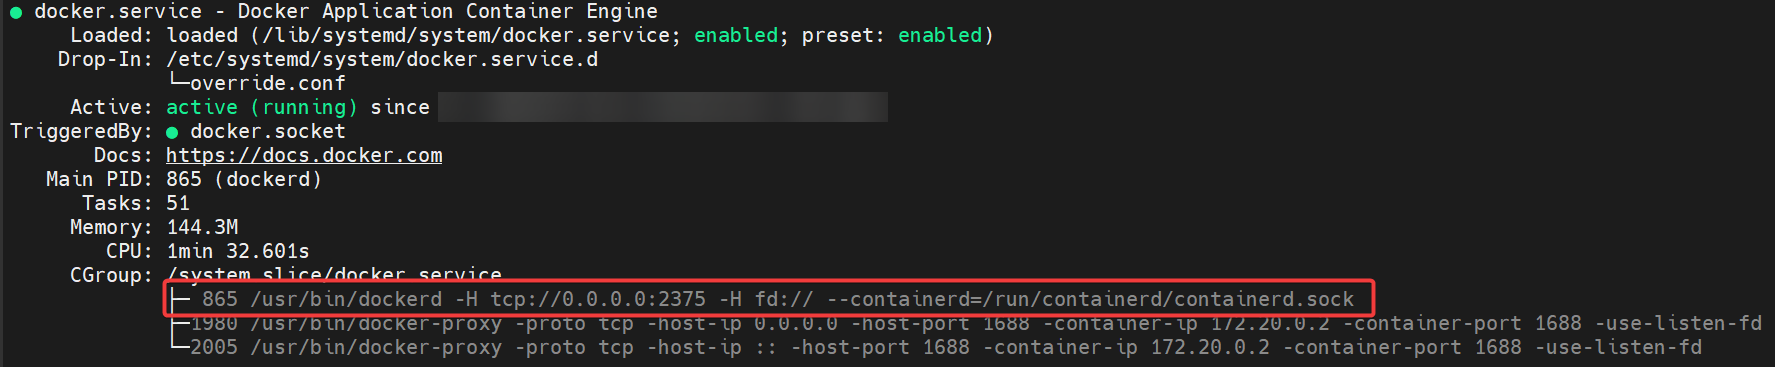 ● docker.service - Docker Application Container Engine
Loaded: loaded (/lib/systemd/system/docker.service; enabled; preset: enabled)
Drop-In: /etc/systemd/system/docker.service.d
└─override.conf
Active: active (running) since
TriggeredBy: ● docker.socket
Docs: https://docs.docker.com
Main PID: 865 (dockerd)
Tasks: 51
Memory: 144.3M
CPU: 1min 32.601s
CGroup: /system.slice/docker.service
├─ 865 /usr/bin/dockerd -H tcp://0.0.0.0:2375 -H fd:// --containerd=/run/containerd/containerd.sock
├─1980 /usr/bin/docker-proxy -proto tcp -host-ip 0.0.0.0 -host-port 1688 -container-ip 172.20.0.2 -container-port 1688 -use-listen-fd
└─2005 /usr/bin/docker-proxy -proto tcp -host-ip :: -host-port 1688 -container-ip 172.20.0.2 -container-port 1688 -use-listen-fd